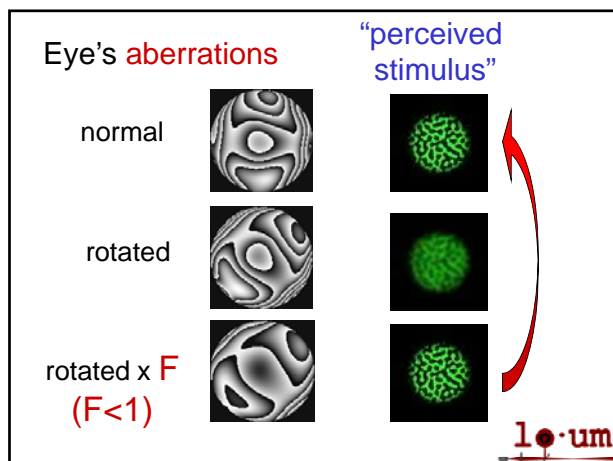 Eye's aberrations
"perceived
stimulus"
normal
rotated
rotated x F
(F<1)
lo·um